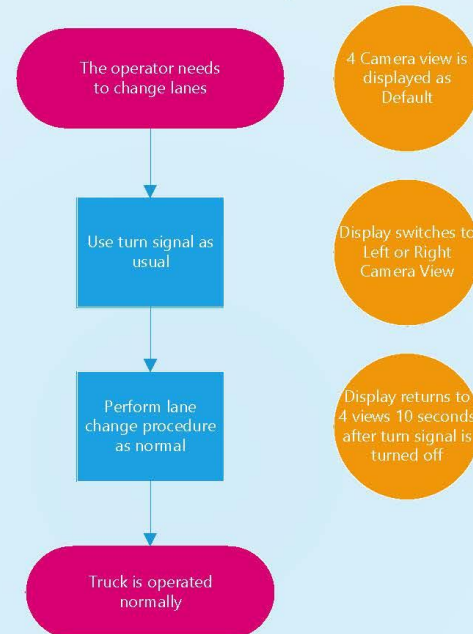 The operator needs
to change lanes
4 Camera view is
displayed as
Default
Use turn signal as
usual
Display switches to
Left or Right
Camera View
Perform lane
change procedure
as normal
Display returns to
4 views 10 seconds
after turn signal is
turned off
Truck is operated
normally